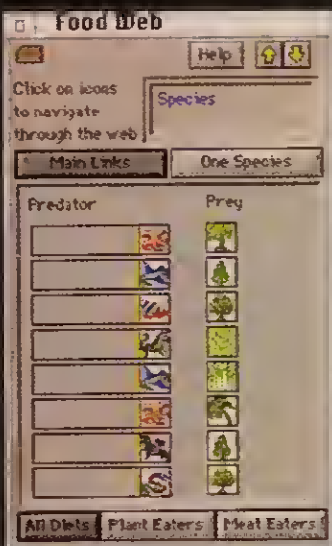 Food Web
Help
Click on icons
to navigate
through the web
Species
Main Links
One Species
Predator
Prey
All Diets
Plant Eaters
Meat Eaters